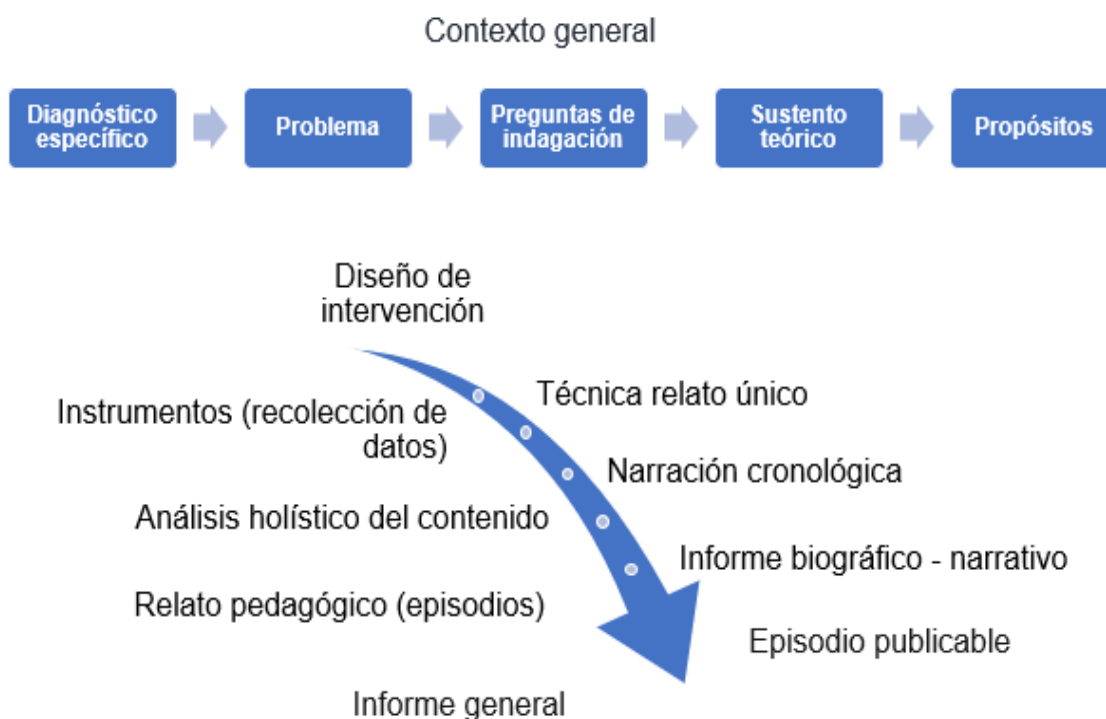 Contexto general
Diagnóstico
específico
Problema
Preguntas de
indagación
Sustento
teórico
Propósitos
Diseño de
intervención
Técnica relato único
Instrumentos (recolección de
datos)
Narración cronológica
Análisis holístico del contenido
Informe biográfico - narrativo
Relato pedagógico (episodios)
Episodio publicable
Informe general